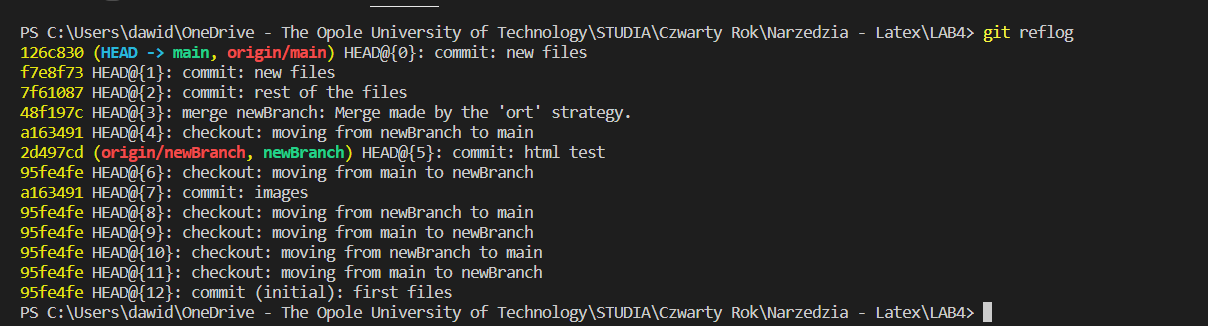 PS C:\Users\dawid\OneDrive - The Opole University of Technology\STUDIA\Czwarty Rok\Narzedzia - Latex\LAB4> git reflog
126c830 (HEAD -> main, origin/main) HEAD@{0}: commit: new files
f7e8f73 HEAD@{1}: commit: new files
7f61087 HEAD@{2}: commit: rest of the files
48f197c HEAD@{3}: merge newBranch: Merge made by the 'ort' strategy.
a163491 HEAD@{4}: checkout: moving from newBranch to main
2d497cd (origin/newBranch, newBranch) HEAD@{5}: commit: html test
95fe4fe HEAD@{6}: checkout: moving from main to newBranch
a163491 HEAD@{7}: commit: images
95fe4fe HEAD@{8}: checkout: moving from newBranch to main
95fe4fe HEAD@{9}: checkout: moving from main to newBranch
95fe4fe HEAD@{10}: checkout: moving from newBranch to main
95fe4fe HEAD@{11}: checkout: moving from main to newBranch
95fe4fe HEAD@{12}: commit (initial): first files
PS C:\Users\dawid\OneDrive - The Opole University of Technology\STUDIA\Czwarty Rok\Narzedzia - Latex\LAB4>